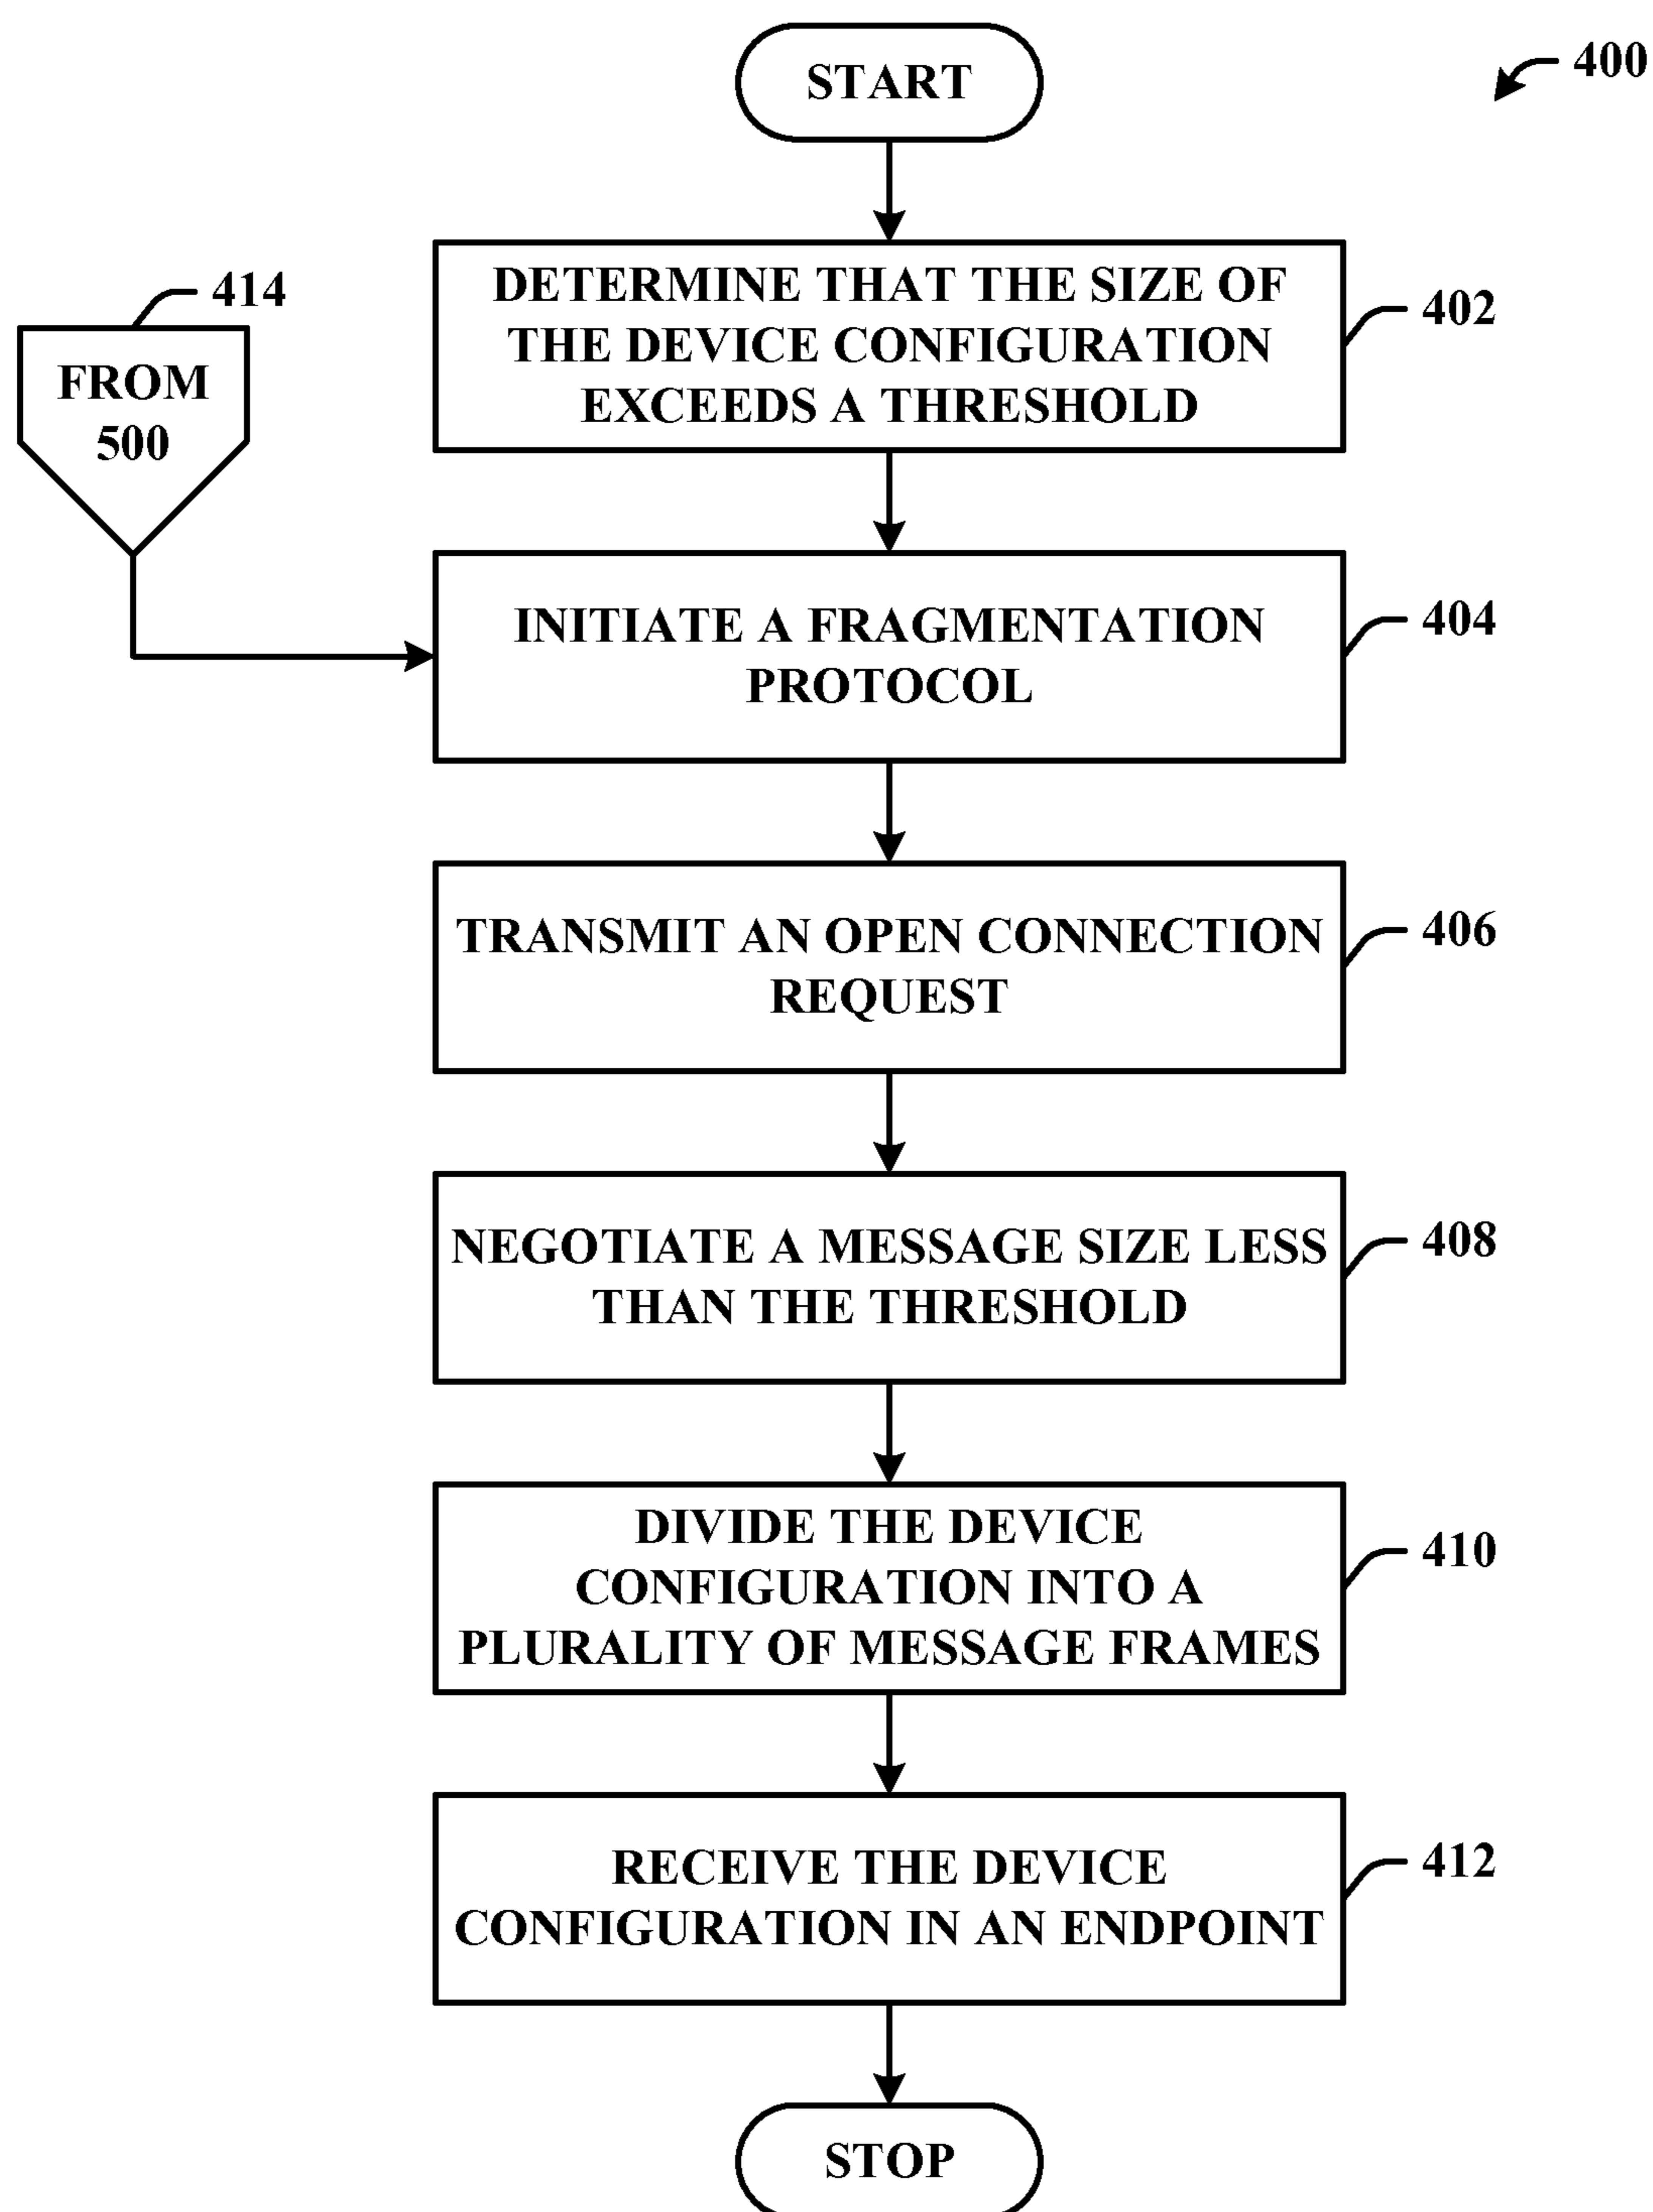 START
400
DETERMINE THAT THE SIZE OF
THE DEVICE CONFIGURATION
EXCEEDS A THRESHOLD
402
414
FROM
500
INITIATE A FRAGMENTATION
PROTOCOL
404
TRANSMIT AN OPEN CONNECTION
REQUEST
406
NEGOTIATE A MESSAGE SIZE LESS
THAN THE THRESHOLD
408
DIVIDE THE DEVICE
CONFIGURATION INTO A
PLURALITY OF MESSAGE FRAMES
410
RECEIVE THE DEVICE
CONFIGURATION IN AN ENDPOINT
412
STOP